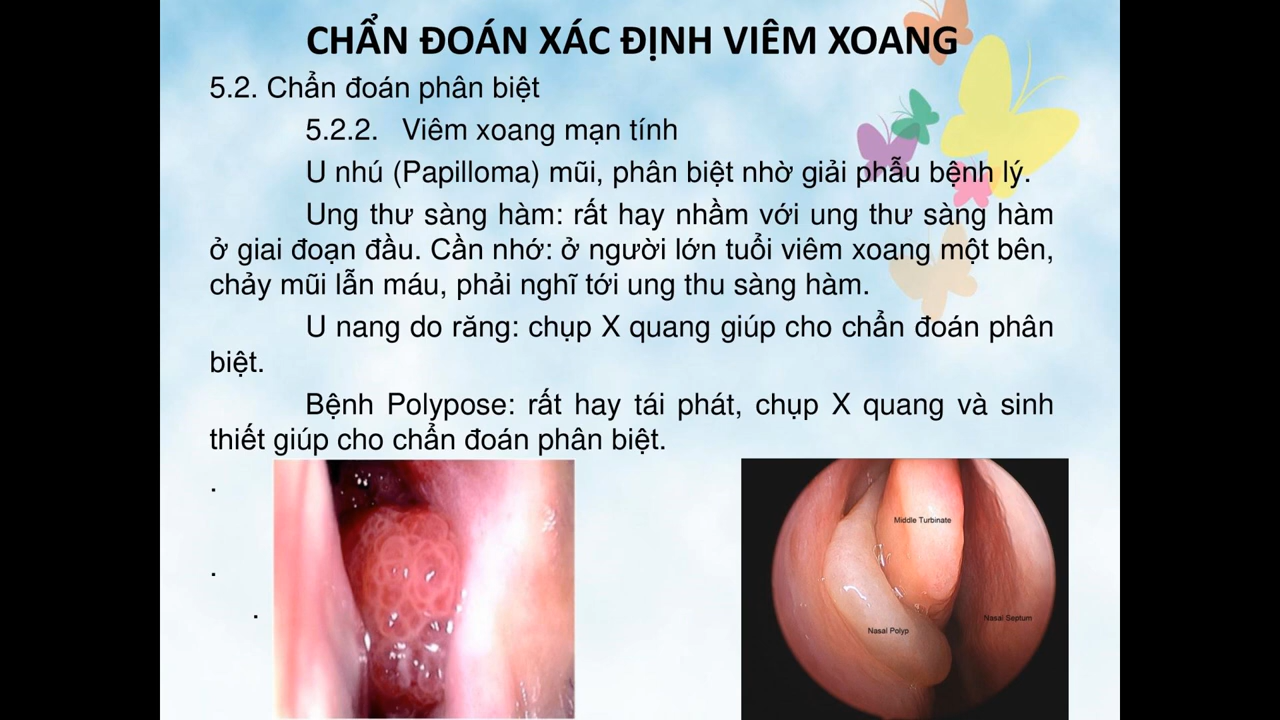 CHẨN ĐOÁN XÁC ĐỊNH VIÊM XOANG
5.2. Chẩn đoán phân biệt
5.2.2. Viêm xoang mạn tính
U nhú (Papilloma) mũi, phân biệt nhờ giải phẫu bệnh lý.
Ung thư sàng hàm: rất hay nhầm với ung thư sàng hàm
ở giai đoạn đầu. Cần nhớ: ở người lớn tuổi viêm xoang một bên,
chảy mũi lẫn máu, phải nghĩ tới ung thu sàng hàm.
U nang do răng: chụp X quang giúp cho chẩn đoán phân
biệt.
Bệnh Polypose: rất hay tái phát, chụp X quang và sinh
thiết giúp cho chẩn đoán phân biệt.
.
.
.
Middle Turbinate
Nasal Septum
Nasal Polyp